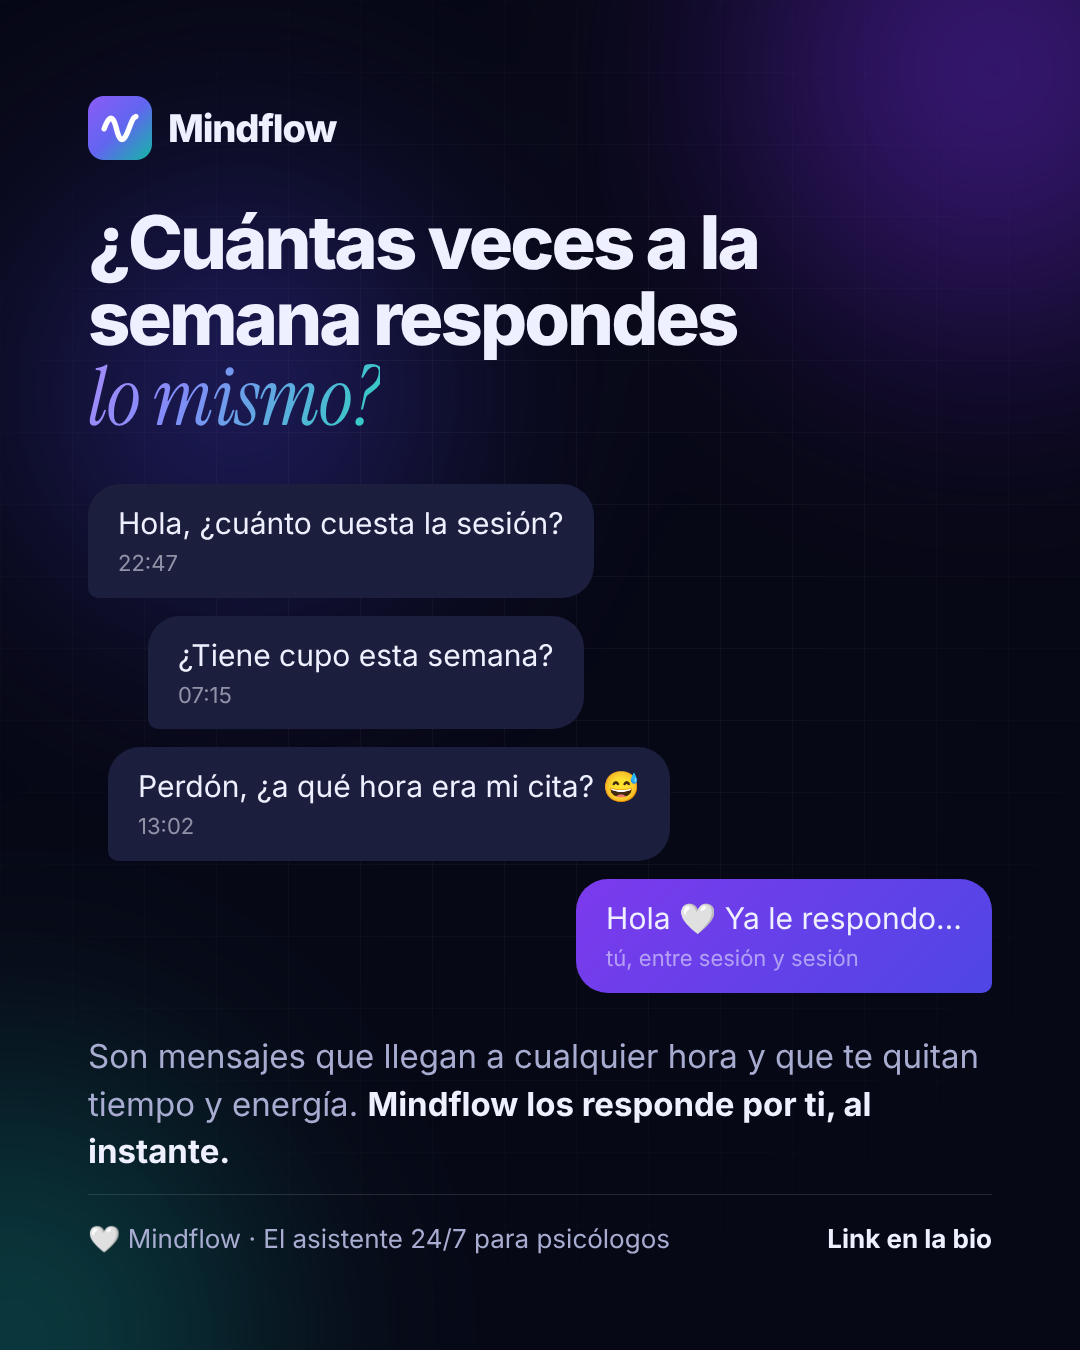 Mindflow
¿Cuántas veces a la
semana respondes
lo mismo?
Hola, ¿cuánto cuesta la sesión?
22:47
¿Tiene cupo esta semana?
07:15
Perdón, ¿a qué hora era mi cita? 😅
13:02
Hola 🤍 Ya le respondo...
tú, entre sesión y sesión
Son mensajes que llegan a cualquier hora y que te quitan
tiempo y energía. Mindflow los responde por ti, al
instante.
🤍 Mindflow · El asistente 24/7 para psicólogos
Link en la bio